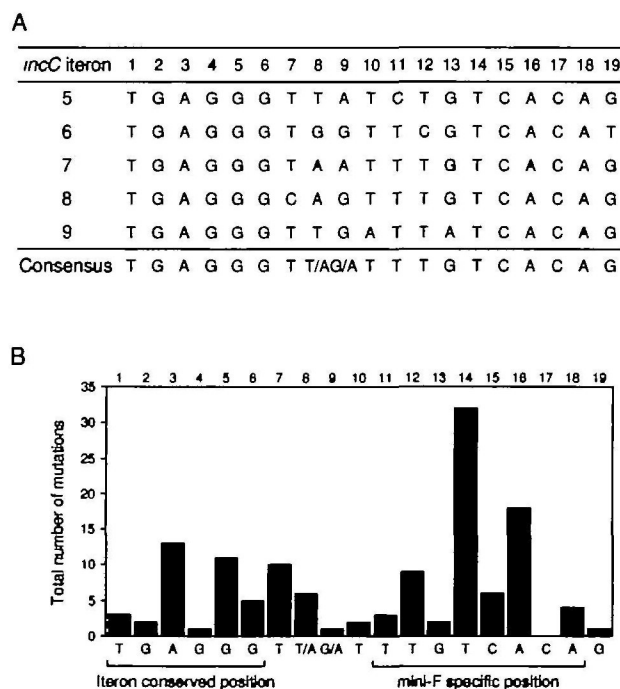 A
incC iteron 1 2 3 4 5 6 7 8 9 10 11 12 13 14 15 16 17 18 19
5 T G A G G G T T A T C T G T C A C A G
6 T G A G G G T G G T T C G T C A C A T
7 T G A G G G T A A T T T G T C A C A G
8 T G A G G G C A G T T T G T C A C A G
9 T G A G G G T T G A T T A T C A C A G
Consensus T G A G G G T T/AG/A T T T G T C A C A G
B
1 2 3 4 5 6 7 8 9 10 11 12 13 14 15 16 17 18 19
35
30
25
20
15
10
5
0
Total number of mutations
T G A G G G T T/A G/A T T T G T C A C A G
Iteron conserved position mini-F specific position